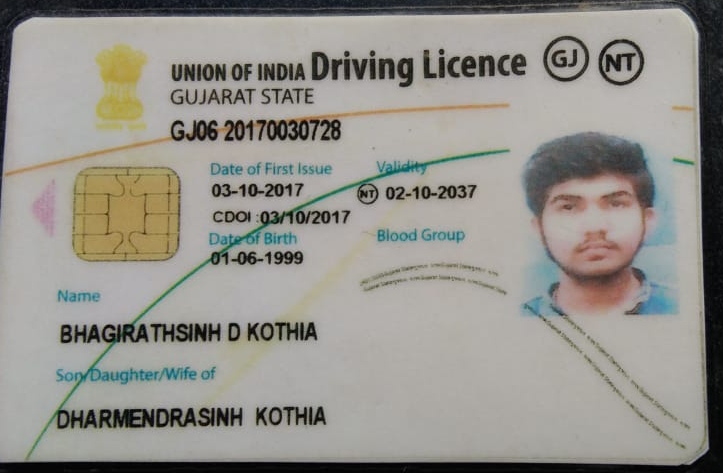 UNION OF INDIA Driving Licence GJ NT
GUJARAT STATE
GJ06 20170030728
Date of First Issue Validity
03-10-2017 NT 02-10-2037
CDOI :03/10/2017
Date of Birth Blood Group
01-06-1999
Name
BHAGIRATHSINH D KOTHIA
Son/Daughter/Wife of
DHARMENDRASINH KOTHIA